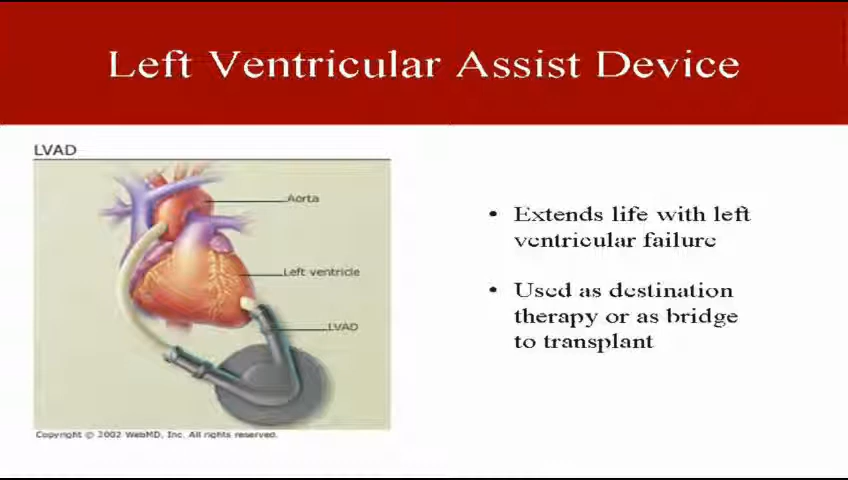 Left Ventricular Assist Device
LVAD
Aorta
Left ventricle
LVAD
Copyright © 2002 WebMD, Inc. All rights reserved.
• Extends life with left
ventricular failure
• Used as destination
therapy or as bridge
to transplant